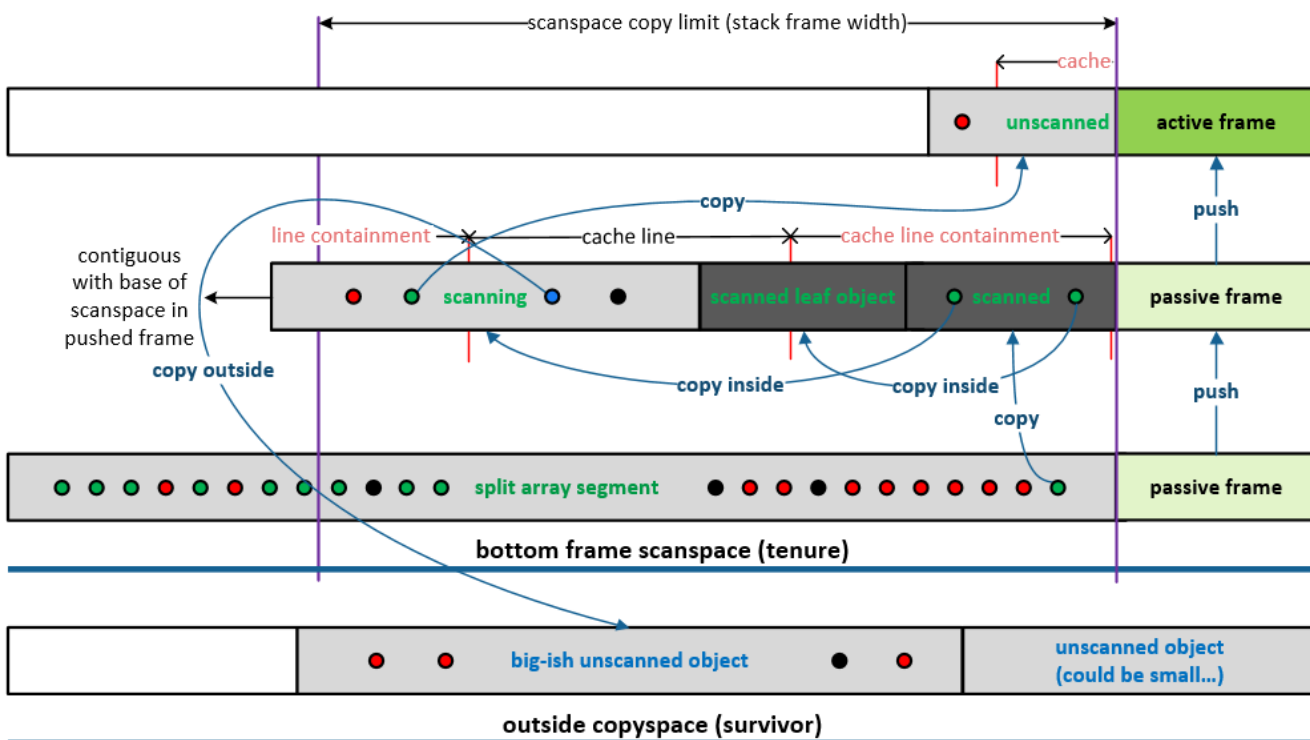 scanspace copy limit (stack frame width)
cache
unscanned
active frame
copy
push
line containment
cache line
cache line containment
contiguous
with base of
scanspace in
pushed frame
scanning
scanned leaf object
scanned
passive frame
copy outside
copy inside
copy inside
copy
push
split array segment
passive frame
bottom frame scanspace (tenure)
big-ish unscanned object
unscanned object
(could be small...)
outside copyspace (survivor)